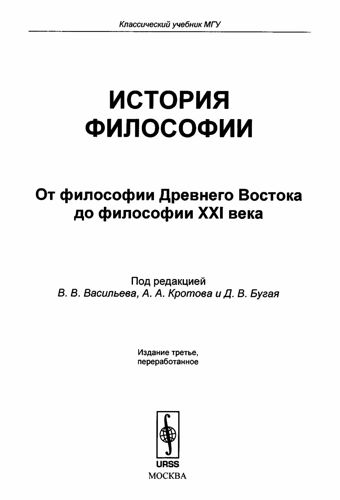 Классический учебник МГУ
ИСТОРИЯ
ФИЛОСОФИИ
От философии Древнего Востока
до философии XXI века
Под редакцией
В. В. Васильева, А. А. Кротова и Д. В. Бугая
Издание третье,
переработанное
URSS
МОСКВА